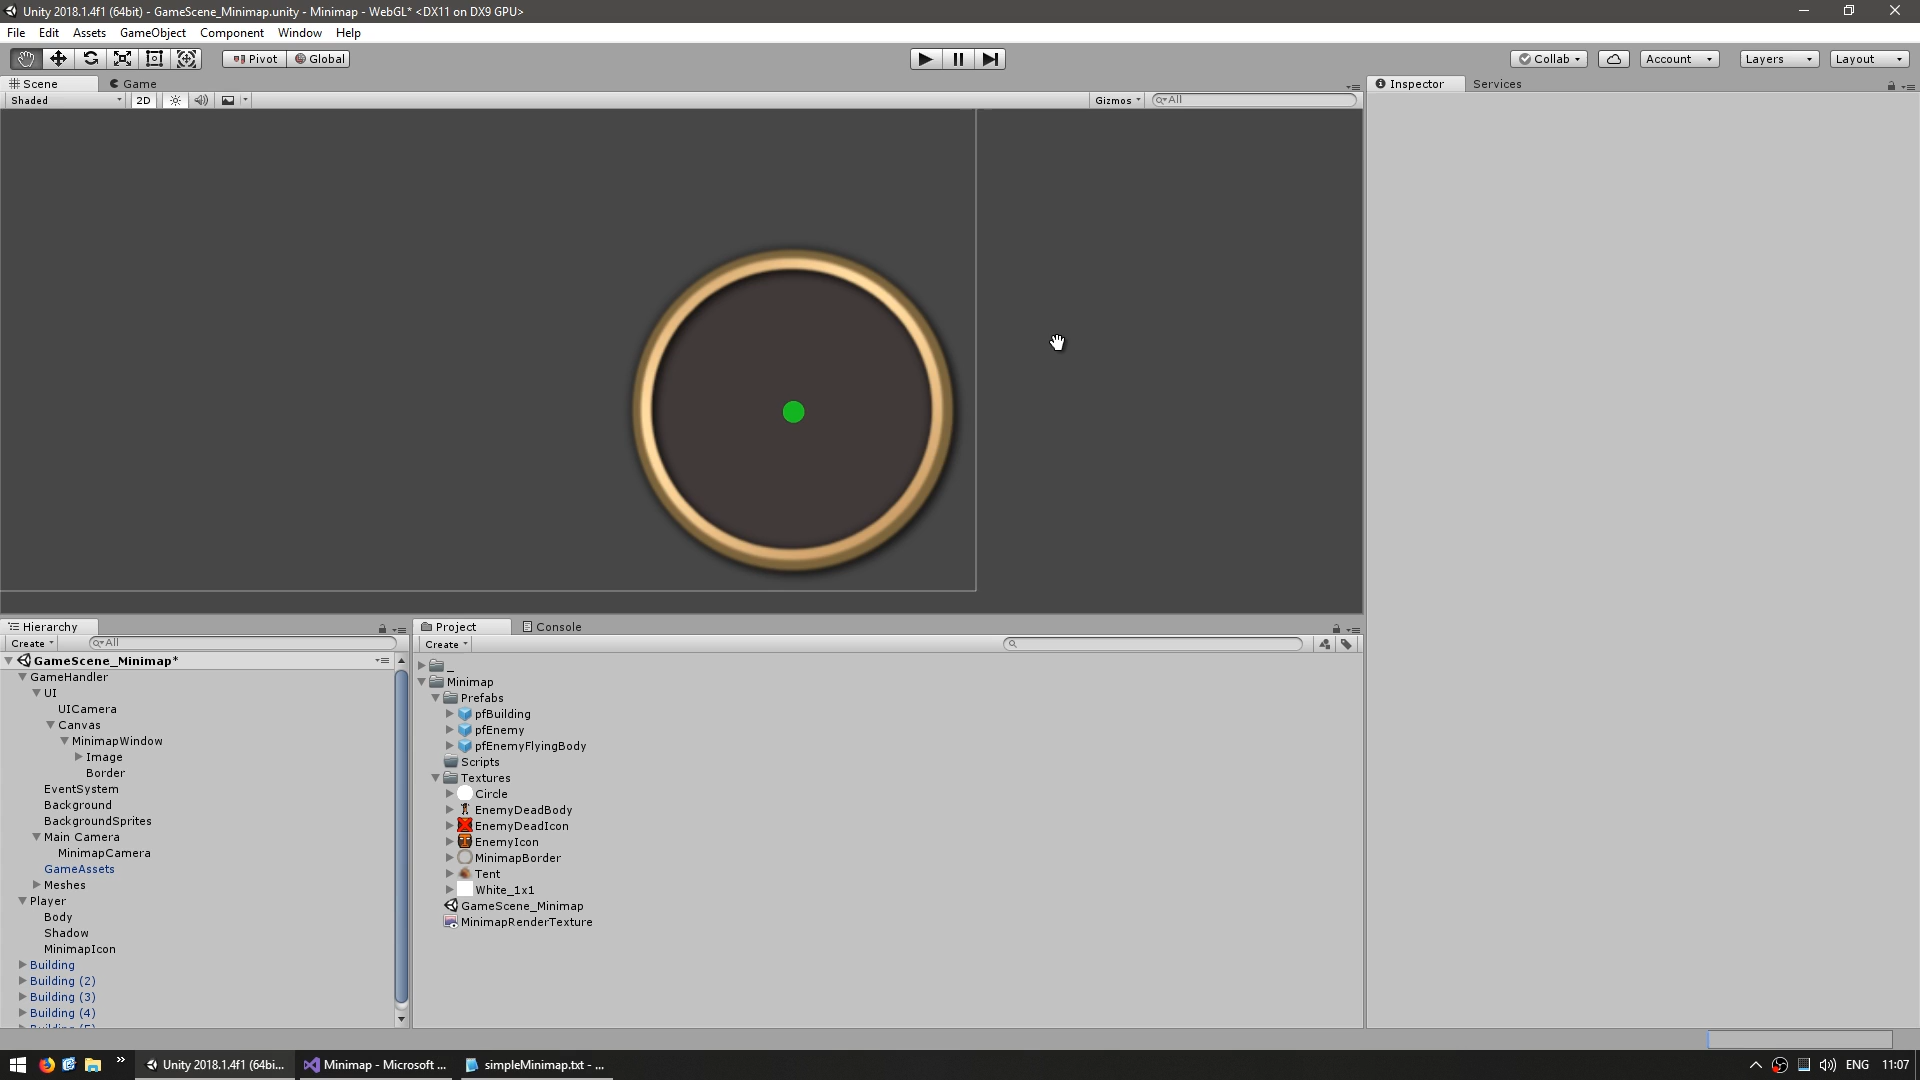 Unity 2018.1.4f1 (64bit) - GameScene_Minimap.unity - Minimap - WebGL* <DX11 on DX9 GPU>
File Edit Assets GameObject Component Window Help
Pivot Global Collab Account Layers Layout
Scene Game Inspector Services
Shaded 2D Gizmos All
Hierarchy Project Console
Create All Create
GameScene_Minimap*
GameHandler
UI
UICamera
Canvas
MinimapWindow
Image
Border
EventSystem
Background
BackgroundSprites
Main Camera
MinimapCamera
GameAssets
Meshes
Player
Body
Shadow
MinimapIcon
Building
Building (2)
Building (3)
Building (4)
_
Minimap
Prefabs
pfBuilding
pfEnemy
pfEnemyFlyingBody
Scripts
Textures
Circle
EnemyDeadBody
EnemyDeadIcon
EnemyIcon
MinimapBorder
Tent
White_1x1
GameScene_Minimap
MinimapRenderTexture
» Unity 2018.1.4f1 (64bi... Minimap - Microsoft ... simpleMinimap.txt - ... ENG 11:07